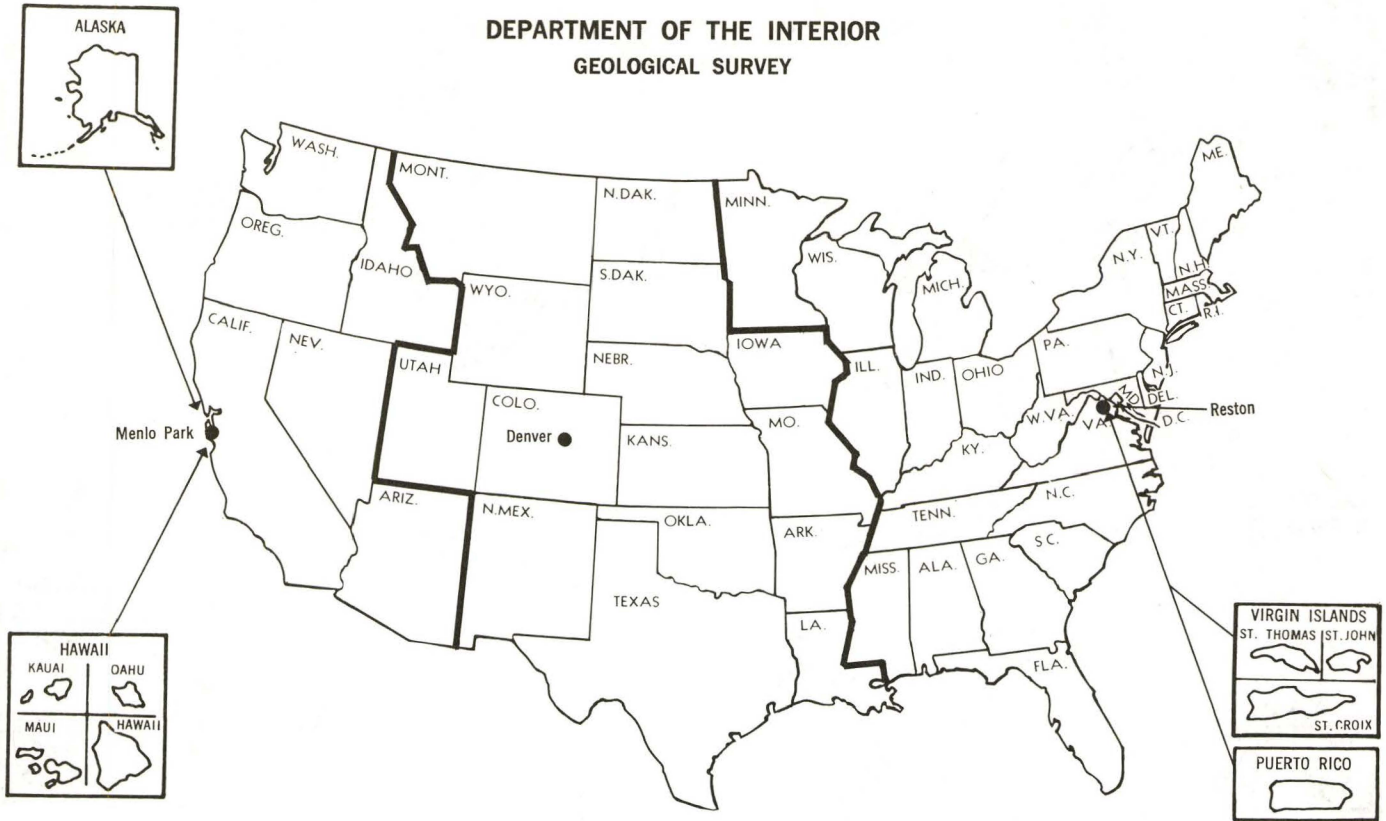 DEPARTMENT OF THE INTERIOR
GEOLOGICAL SURVEY
ALASKA
WASH.
MONT.
N.DAK.
MINN.
ME.
OREG.
IDAHO
WYO.
S.DAK.
WIS.
MICH.
N.Y.
VT.
N.H.
MASS.
CT.
R.I.
CALIF.
NEV.
UTAH
COLO.
NEBR.
IOWA
ILL.
IND.
OHIO
PA.
N.J.
DEL.
MD.
D.C.
Reston
W.VA.
VA.
Menlo Park
Denver
KANS.
MO.
KY.
ARIZ.
N.MEX.
OKLA.
ARK.
TENN.
N.C.
S.C.
MISS.
ALA.
GA.
TEXAS
LA.
FLA.
HAWAII
KAUAI
OAHU
MAUI
HAWAII
VIRGIN ISLANDS
ST. THOMAS
ST.JOHN
ST.CROIX
PUERTO RICO